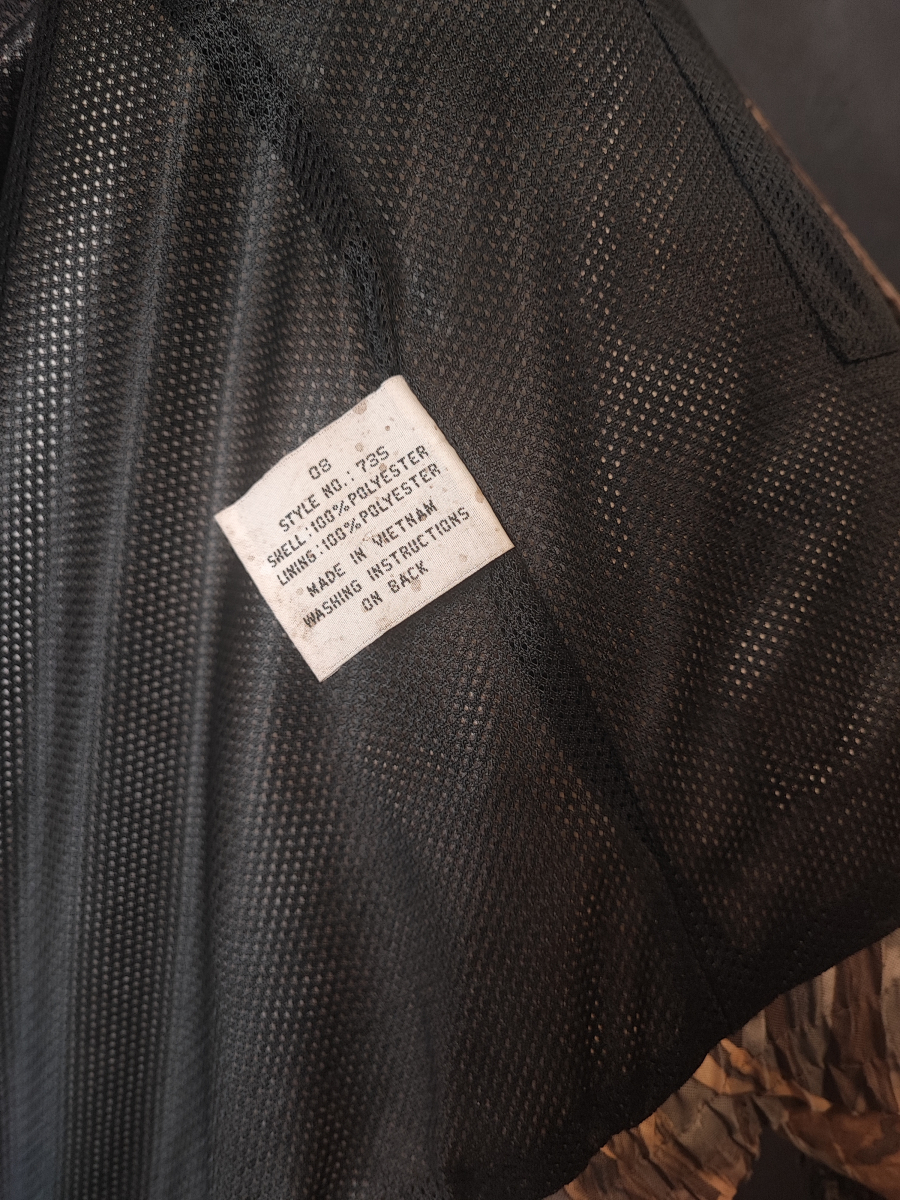 08
STYLE NO.: 735
SHELL:100%POLYESTER
LINING:100%POLYESTER
MADE IN VIETNAM
WASHING INSTRUCTIONS
ON BACK